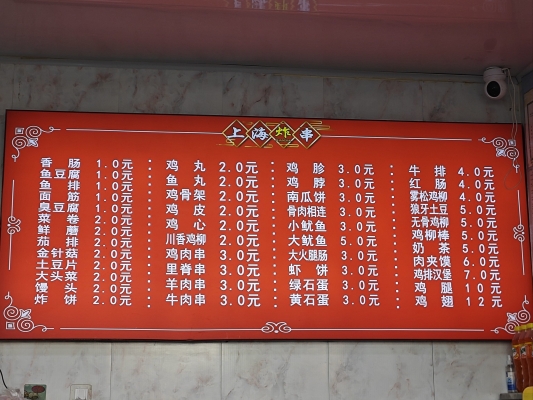 上海炸串
香肠 1.0元
鱼豆腐 1.0元
鱼排 1.0元
面筋 1.0元
臭豆腐 1.0元
菜卷 2.0元
鲜蘑 2.0元
茄排 2.0元
金针菇 2.0元
土豆片 2.0元
大头菜 2.0元
馒头 2.0元
炸饼 2.0元
鸡丸 2.0元
鱼丸 2.0元
鸡骨架 2.0元
鸡皮 2.0元
鸡心 2.0元
川香鸡柳 2.0元
鸡肉串 3.0元
里脊串 3.0元
羊肉串 3.0元
牛肉串 3.0元
鸡胗 3.0元
鸡脖 3.0元
南瓜饼 3.0元
骨肉相连 3.0元
小鱿鱼 3.0元
大鱿鱼 5.0元
大火腿肠 3.0元
虾饼 3.0元
绿石蛋 3.0元
黄石蛋 3.0元
牛排 4.0元
红肠 4.0元
雾松鸡柳 4.0元
狼牙土豆 5.0元
无骨鸡柳 5.0元
鸡柳棒 5.0元
奶茶 5.0元
肉夹馍 6.0元
鸡排汉堡 7.0元
鸡腿 10元
鸡翅 12元